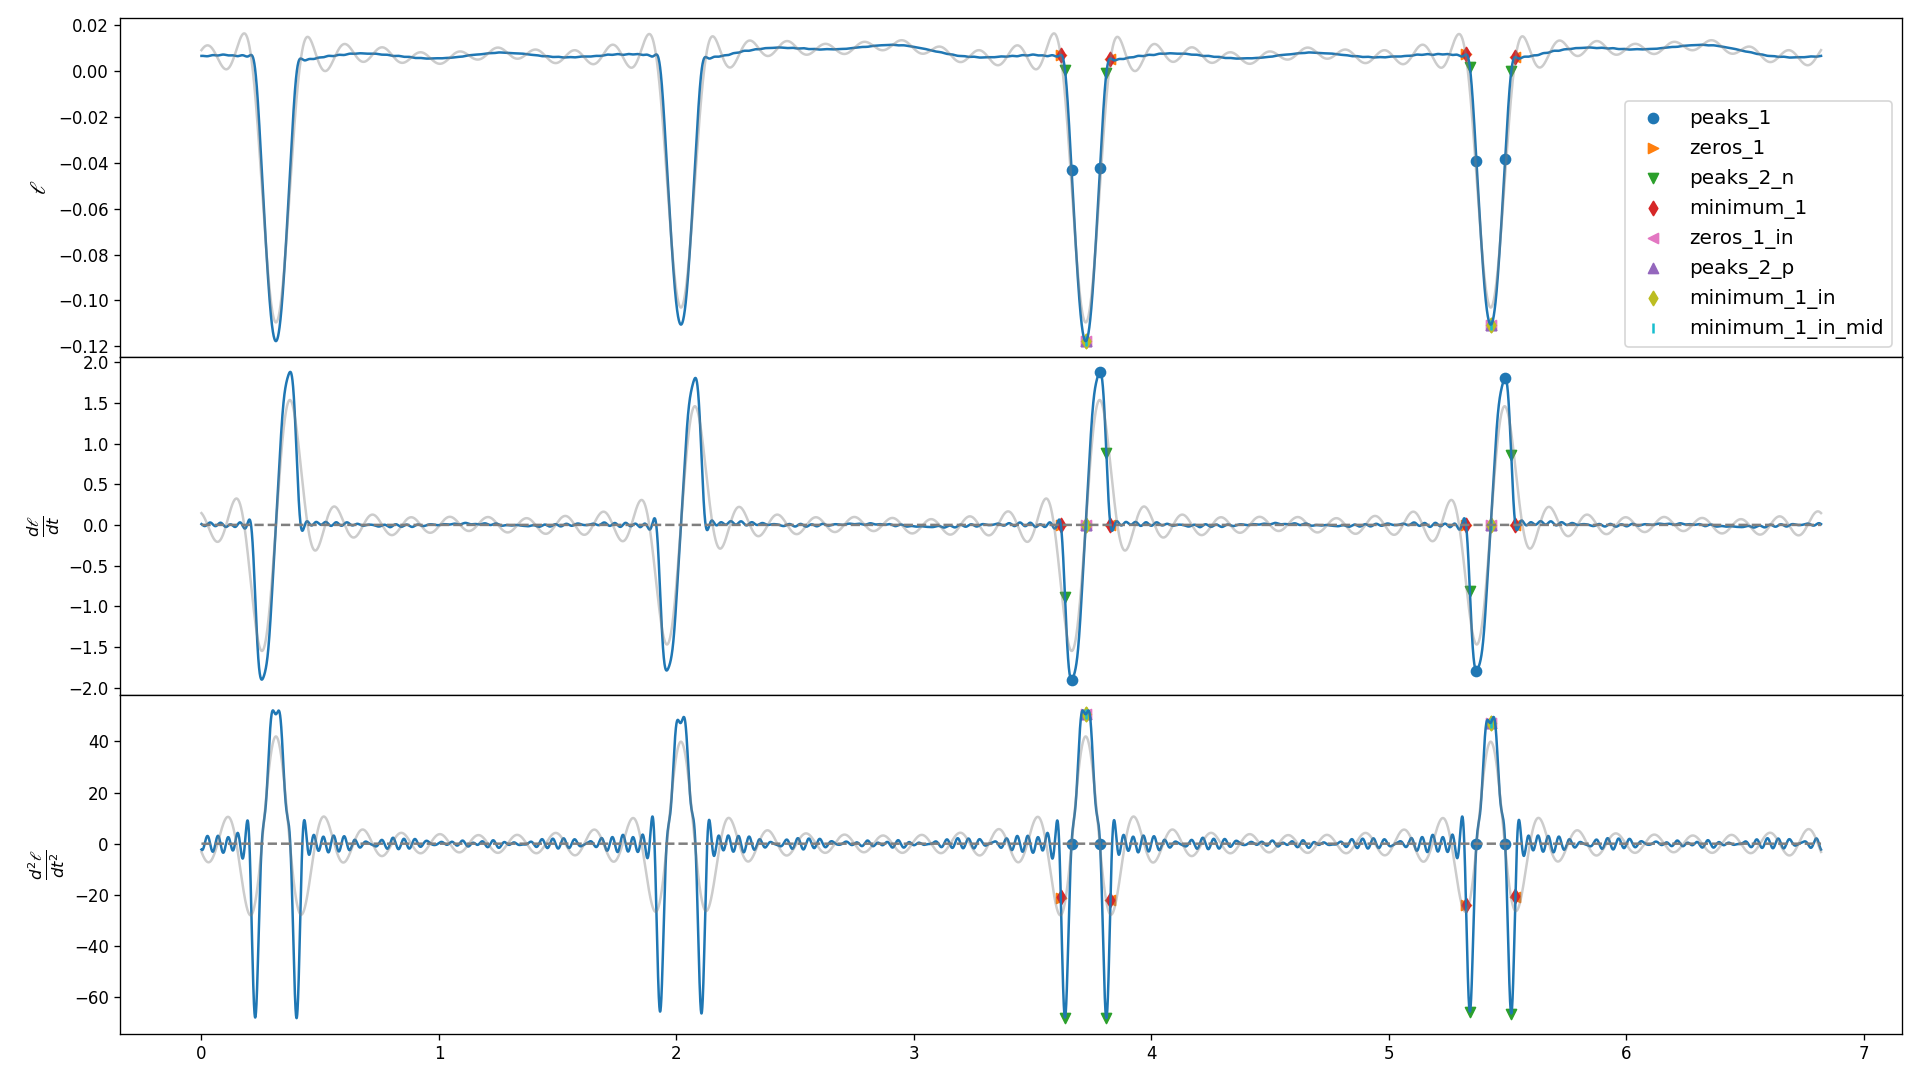 0.02
0.00
−0.02
−0.04
−0.06
−0.08
−0.10
−0.12
ℓ
peaks_1
zeros_1
peaks_2_n
minimum_1
zeros_1_in
peaks_2_p
minimum_1_in
minimum_1_in_mid
2.0
1.5
1.0
0.5
0.0
−0.5
−1.0
−1.5
−2.0
dℓ
dt
40
20
0
−20
−40
−60
d²ℓ
dt²
0 1 2 3 4 5 6 7